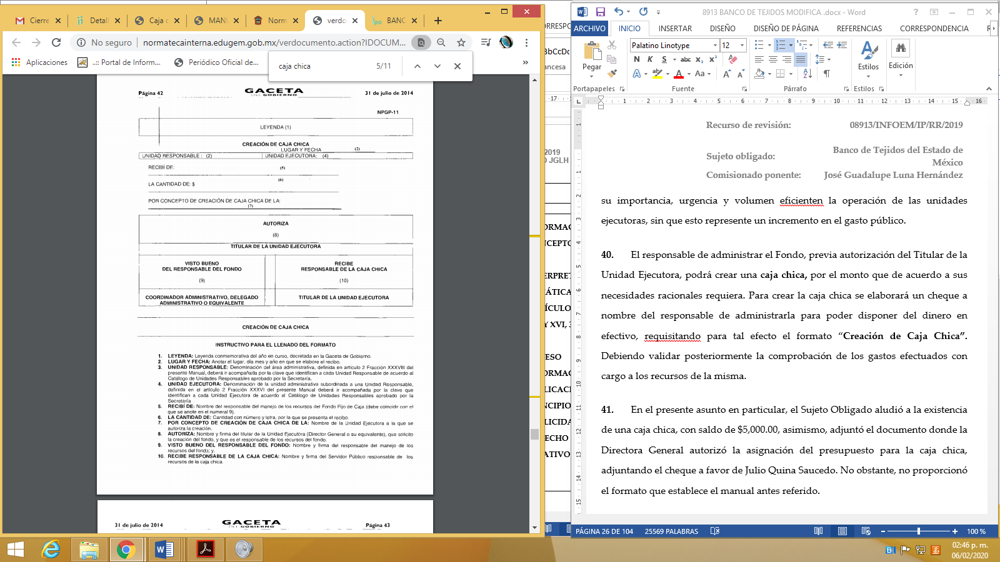 Cierre
Detall
Caja c
MANU
Norm
verdo
BANC
No seguro
normatecainterna.edugem.gob.mx/verdocumento.action?IDOCUM...
Aplicaciones
..:: Portal de Inform...
Periódico Oficial de...
»
caja chica
5/11
Página 42
GACETA
DEL GOBIERNO
31 de julio de 2014
NPGP-11
LEYENDA (1)
CREACIÓN DE CAJA CHICA
LUGAR Y FECHA (2)
UNIDAD RESPONSABLE : (2)
UNIDAD EJECUTORA: (4)
RECIBÍ DE: (5)
(6)
LA CANTIDAD DE: $
POR CONCEPTO DE CREACIÓN DE CAJA CHICA DE LA:
(7)
AUTORIZA
(8)
TITULAR DE LA UNIDAD EJECUTORA
VISTO BUENO
DEL RESPONSABLE DEL FONDO
(9)
COORDINADOR ADMINISTRATIVO, DELEGADO
ADMINISTRATIVO O EQUIVALENTE
RECIBE
RESPONSABLE DE LA CAJA CHICA
(10)
TITULAR DE LA UNIDAD EJECUTORA
CREACIÓN DE CAJA CHICA
INSTRUCTIVO PARA EL LLENADO DEL FORMATO
1. LEYENDA: Leyenda conmemorativa del año en curso, decretada en la Gaceta de Gobierno.
2. LUGAR Y FECHA: Anotar el lugar, día mes y año en que se elabore el recibo.
3. UNIDAD RESPONSABLE: Denominación del área administrativa, definida en artículo 2 Fracción XXXVIII del
presente Manual, deberá ir acompañada por la clave que identifican a cada Unidad Responsable de acuerdo al
Catálogo de Unidades Responsables aprobado por la Secretaría.
4. UNIDAD EJECUTORA: Denominación de la unidad administrativa subordinada a una Unidad Responsable,
definida en el artículo 2 Fracción XXXVI del presente Manual deberá ir acompañada por la clave que
identifican a cada Unidad Ejecutora de acuerdo al Catálogo de Unidades Responsables aprobado por la
Secretaría
5. RECIBÍ DE: Nombre del responsable del manejo de los recursos del Fondo Fijo de Caja (debe coincidir con el
que se anote en el numeral 9).
6. LA CANTIDAD DE: Cantidad con número y letra, por la que se presenta el recibo.
7. POR CONCEPTO DE CREACIÓN DE CAJA CHICA DE LA: Nombre de la Unidad Ejecutora a la que se
autoriza la creación.
8. AUTORIZA: Nombre y firma del titular de la Unidad Ejecutora (Director General o su equivalente), que solicito
la creación del fondo, y que es el responsable de los recursos del fondo.
9. VISTO BUENO DEL RESPONSABLE DEL FONDO: Nombre y firma del responsable del manejo de los
recursos del fondo; y,
10. RECIBE RESPONSABLE DE LA CAJA CHICA: Nombre y firma del Servidor Público responsable de los
recursos de la caja chica.
31 de julio de 2014
GACETA
DEL GOBIERNO
Página 43
8913 BANCO DE TEJIDOS MODIFICA .docx - Word
ARCHIVO INICIO INSERTAR DISEÑO DISEÑO DE PÁGINA REFERENCIAS CORRESPONDENCIA
Pegar
Palatino Linotype
12
Estilos
Edición
Portapapeles
Fuente
Párrafo
Estilos
Recurso de revisión: 08913/INFOEM/IP/RR/2019
Sujeto obligado: Banco de Tejidos del Estado de
México
Comisionado ponente: José Guadalupe Luna Hernández
su importancia, urgencia y volumen eficienten la operación de las unidades
ejecutoras, sin que esto represente un incremento en el gasto público.
40. El responsable de administrar el Fondo, previa autorización del Titular de la
Unidad Ejecutora, podrá crear una caja chica, por el monto que de acuerdo a sus
necesidades racionales requiera. Para crear la caja chica se elaborará un cheque a
nombre del responsable de administrarla para poder disponer del dinero en
efectivo, requisitando para tal efecto el formato “Creación de Caja Chica”.
Debiendo validar posteriormente la comprobación de los gastos efectuados con
cargo a los recursos de la misma.
41. En el presente asunto en particular, el Sujeto Obligado aludió a la existencia
de una caja chica, con saldo de $5,000.00, asimismo, adjuntó el documento donde la
Directora General autorizó la asignación del presupuesto para la caja chica,
adjuntando el cheque a favor de Julio Quina Saucedo. No obstante, no proporcionó
el formato que establece el manual antes referido.
PÁGINA 26 DE 104
25569 PALABRAS
100 %
02:46 p. m.
06/02/2020